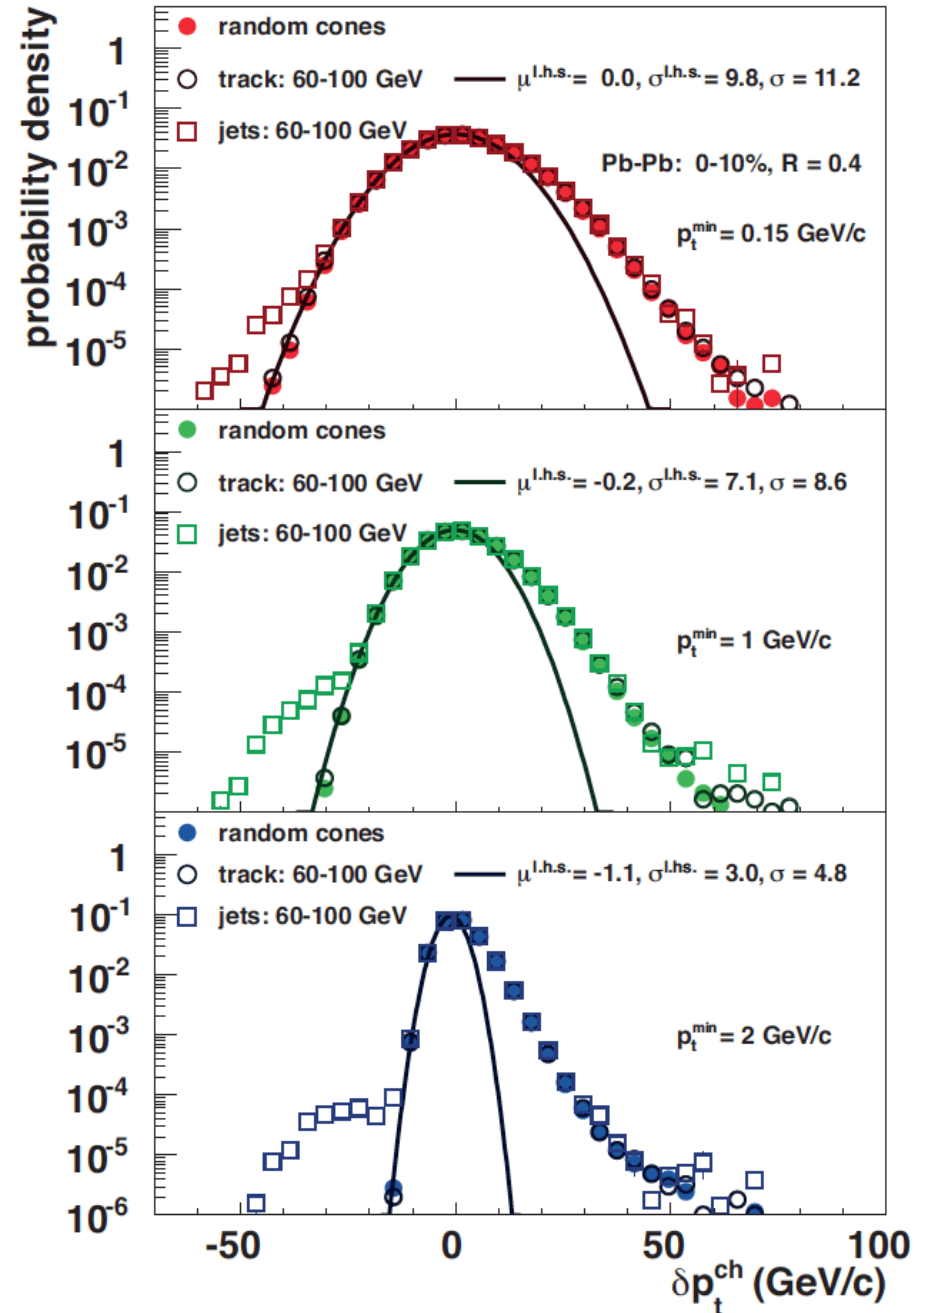 probability density
random cones
track: 60-100 GeV
μ^l.h.s.= 0.0, σ^l.h.s.= 9.8, σ = 11.2
jets: 60-100 GeV
Pb-Pb: 0-10%, R = 0.4
p_t^min = 0.15 GeV/c
1
10^-1
10^-2
10^-3
10^-4
10^-5
random cones
track: 60-100 GeV
μ^l.h.s.= -0.2, σ^l.h.s.= 7.1, σ = 8.6
jets: 60-100 GeV
p_t^min = 1 GeV/c
1
10^-1
10^-2
10^-3
10^-4
10^-5
random cones
track: 60-100 GeV
μ^l.h.s.= -1.1, σ^l.hs. = 3.0, σ = 4.8
jets: 60-100 GeV
p_t^min = 2 GeV/c
1
10^-1
10^-2
10^-3
10^-4
10^-5
10^-6
-50 0 50 100
δp_t^ch (GeV/c)